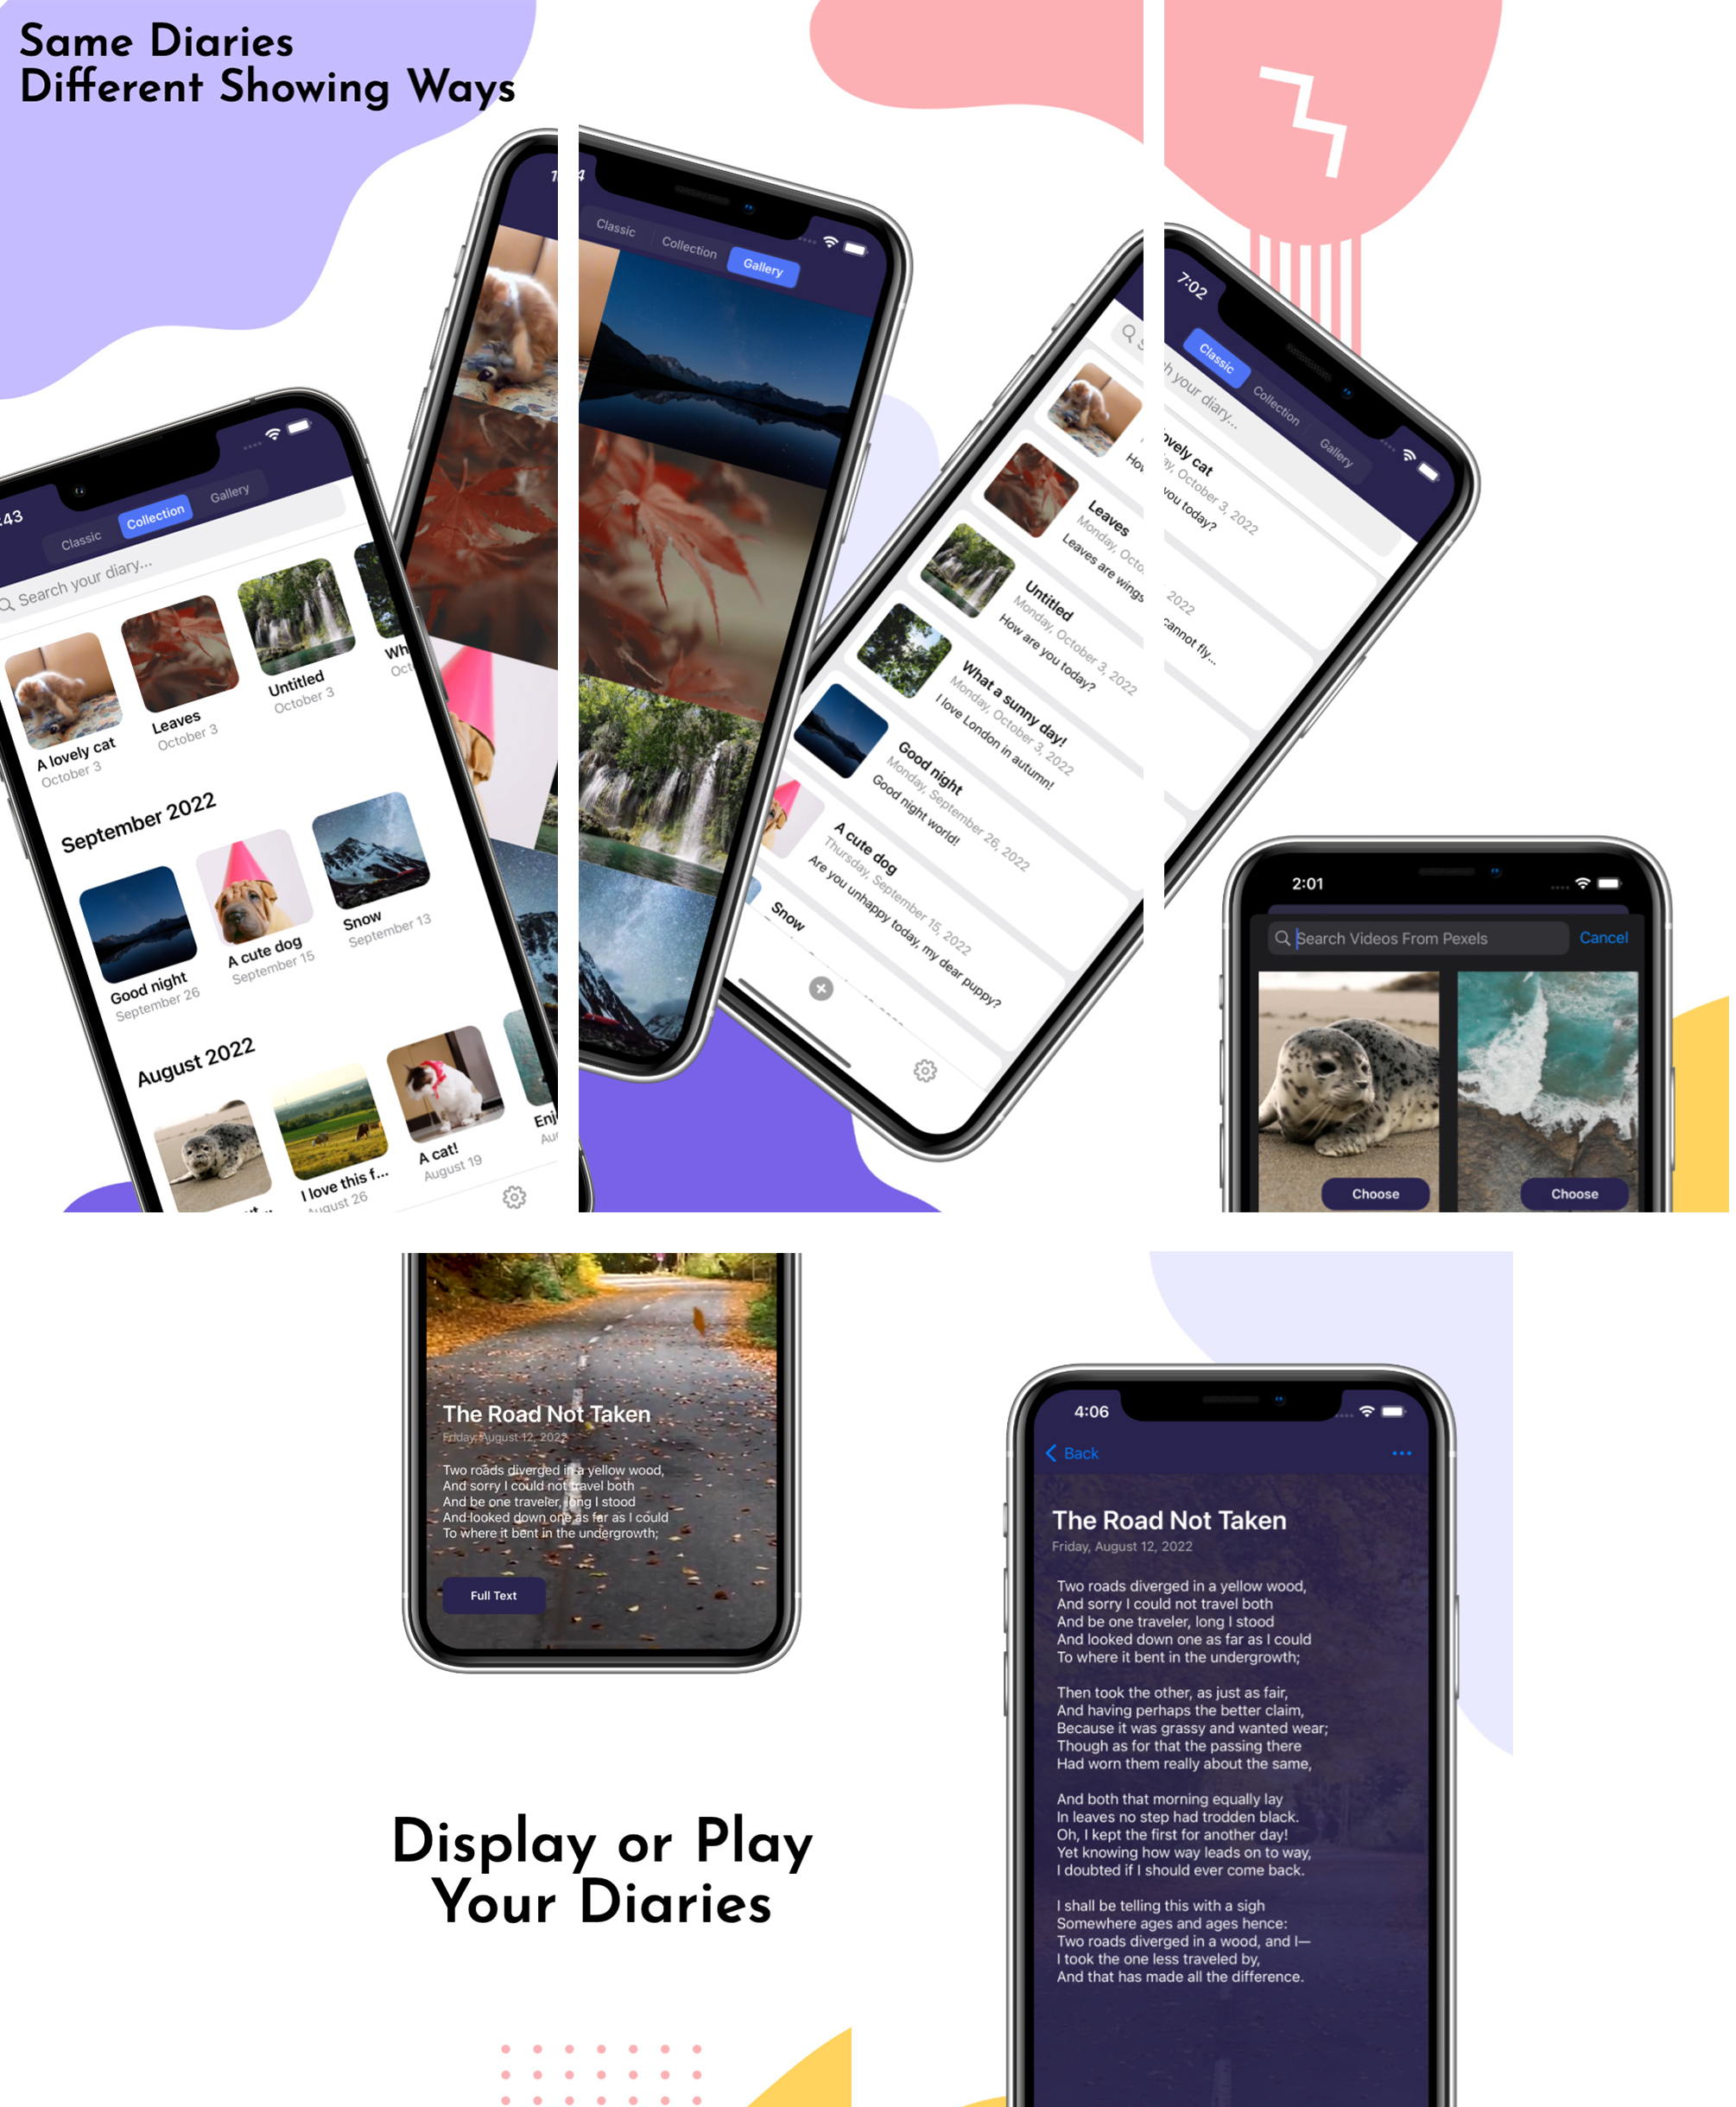 Same Diaries
Different Showing Ways
:43
Classic
Collection
Gallery
Search your diary...
A lovely cat
October 3
Leaves
October 3
Untitled
October 3
Wh
Oct
September 2022
Good night
September 26
A cute dog
September 15
Snow
September 13
August 2022
I love this f...
August 26
A cat!
August 19
Enj
Classic
Collection
Gallery
7:02
Classic
Collection
Gallery
h your diary...
ovely cat
ay, October 3, 2022
How
you today?
Leaves
Monday, Octo
2022
Leaves are wings
cannot fly...
Untitled
Monday, October 3, 2022
How are you today?
What a sunny day!
Monday, October 3, 2022
I love London in autumn!
Good night
Monday, September 26, 2022
Good night world!
A cute dog
Thursday, September 15, 2022
Are you unhappy today, my dear puppy?
Snow
2:01
Search Videos From Pexels
Cancel
Choose
Choose
The Road Not Taken
Friday, August 12, 2022
Two roads diverged in a yellow wood,
And sorry I could not travel both
And be one traveler, long I stood
And looked down one as far as I could
To where it bent in the undergrowth;
Full Text
Display or Play
Your Diaries
4:06
Back
The Road Not Taken
Friday, August 12, 2022
Two roads diverged in a yellow wood,
And sorry I could not travel both
And be one traveler, long I stood
And looked down one as far as I could
To where it bent in the undergrowth;
Then took the other, as just as fair,
And having perhaps the better claim,
Because it was grassy and wanted wear;
Though as for that the passing there
Had worn them really about the same,
And both that morning equally lay
In leaves no step had trodden black.
Oh, I kept the first for another day!
Yet knowing how way leads on to way,
I doubted if I should ever come back.
I shall be telling this with a sigh
Somewhere ages and ages hence:
Two roads diverged in a wood, and I—
I took the one less traveled by,
And that has made all the difference.